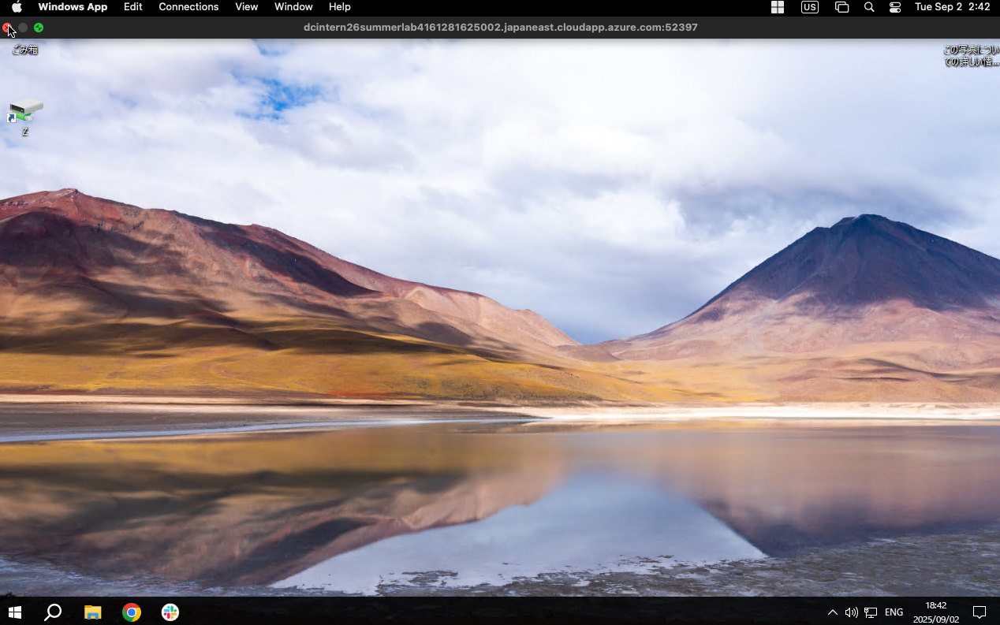 Windows App Edit Connections View Window Help US Tue Sep 2 2:42
dcintern26summerlab4161281625002.japaneast.cloudapp.azure.com:52397
ごみ箱
この写真につい
ての詳しい情...
Z
ENG
18:42
2025/09/02